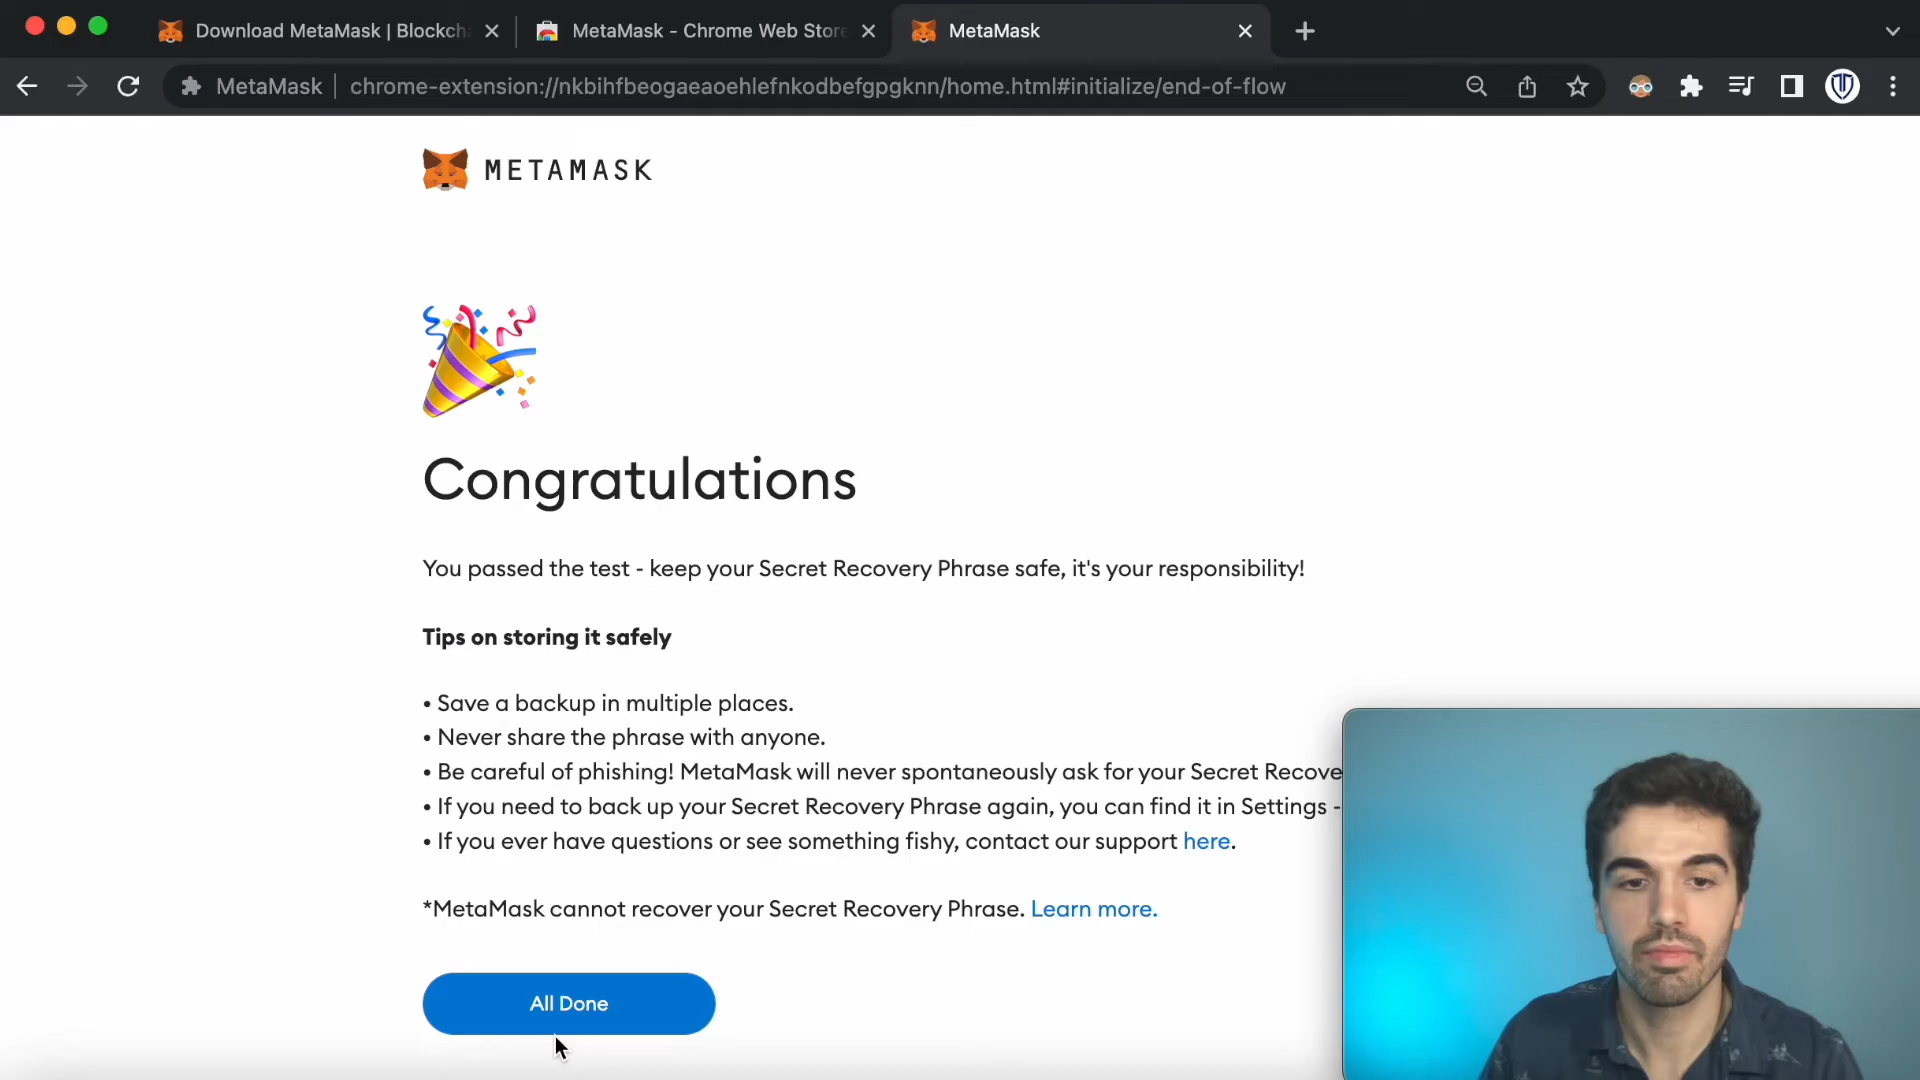 Download MetaMask | Blockch
MetaMask - Chrome Web Store
MetaMask
MetaMask
chrome-extension://nkbihfbeogaeaoehlefnkodbefgpgknn/home.html#initialize/end-of-flow
METAMASK
Congratulations
You passed the test - keep your Secret Recovery Phrase safe, it's your responsibility!
Tips on storing it safely
• Save a backup in multiple places.
• Never share the phrase with anyone.
• Be careful of phishing! MetaMask will never spontaneously ask for your Secret Recove
• If you need to back up your Secret Recovery Phrase again, you can find it in Settings -
• If you ever have questions or see something fishy, contact our support here.
*MetaMask cannot recover your Secret Recovery Phrase. Learn more.
All Done